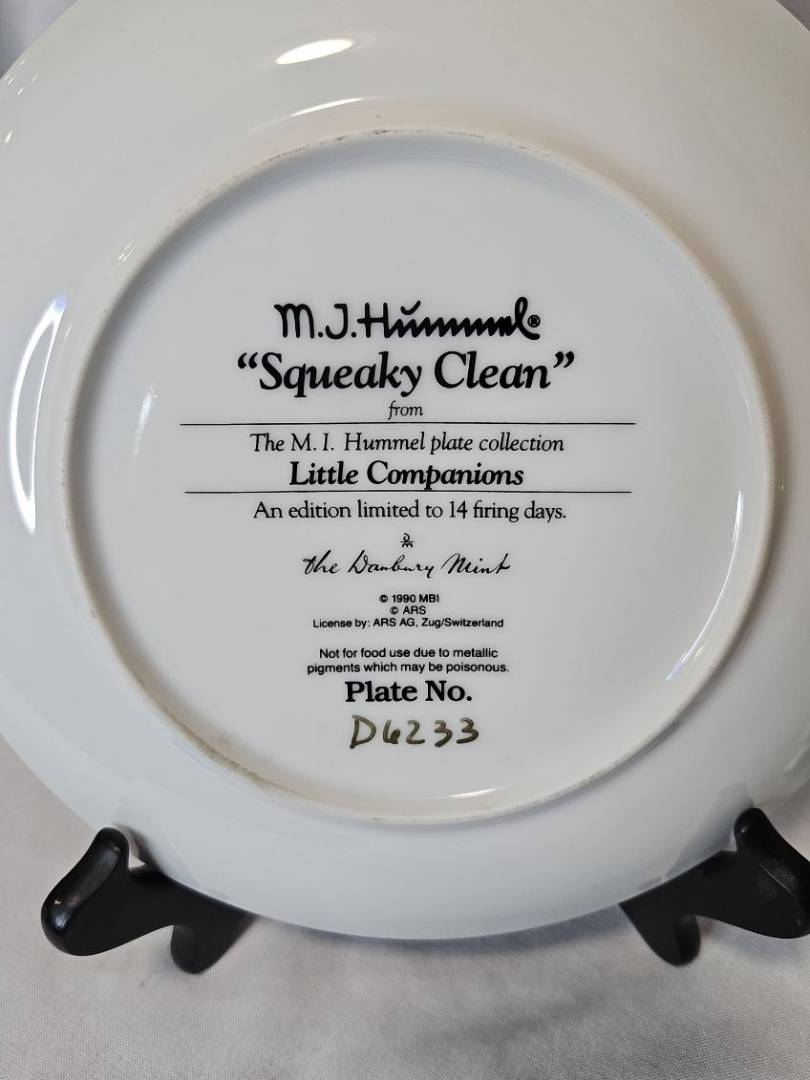 M.J. Hummel®
“Squeaky Clean”
from
The M. I. Hummel plate collection
Little Companions
An edition limited to 14 firing days.
the Danbury Mint
© 1990 MBI
© ARS
License by: ARS AG, Zug/Switzerland
Not for food use due to metallic
pigments which may be poisonous.
Plate No.
D6233